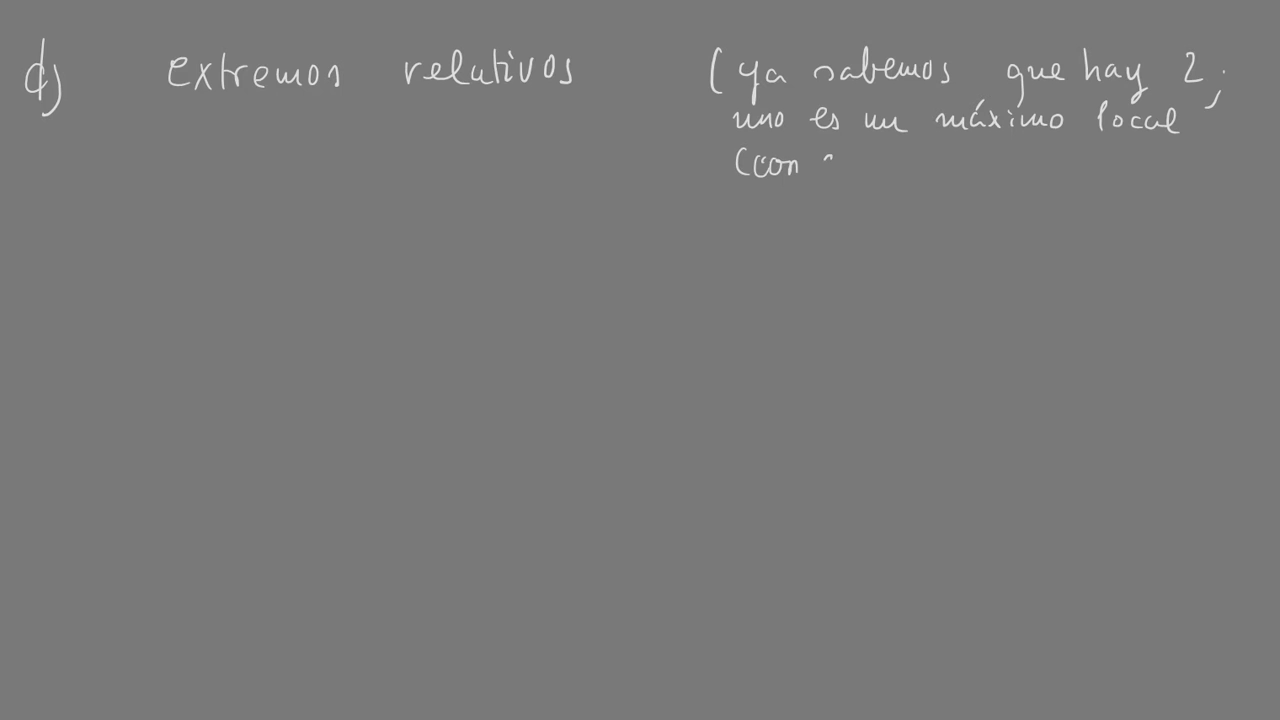 d) extremos relativos (ya sabemos que hay 2;
uno es un máximo local
(con